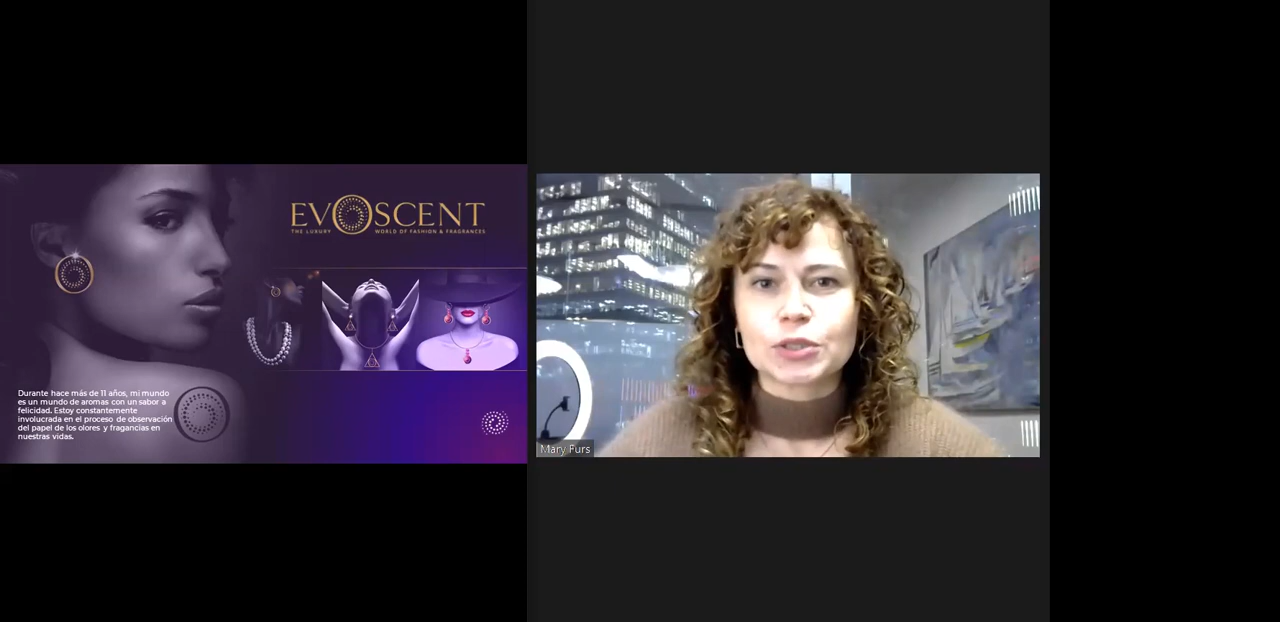 EVOSCENT
THE LUXURY WORLD OF FASHION & FRAGRANCES
Durante hace más de 11 años, mi mundo
es un mundo de aromas con un sabor a
felicidad. Estoy constantemente
involucrada en el proceso de observación
del papel de los olores y fragancias en
nuestras vidas.
Mary Furs